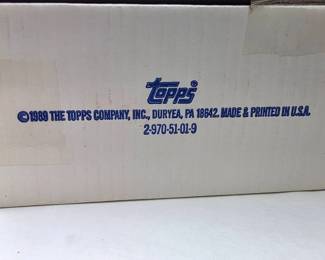 Topps
©1989 THE TOPPS COMPANY, INC., DURYEA, PA 18642. MADE & PRINTED IN U.S.A.
2-970-51-01-9